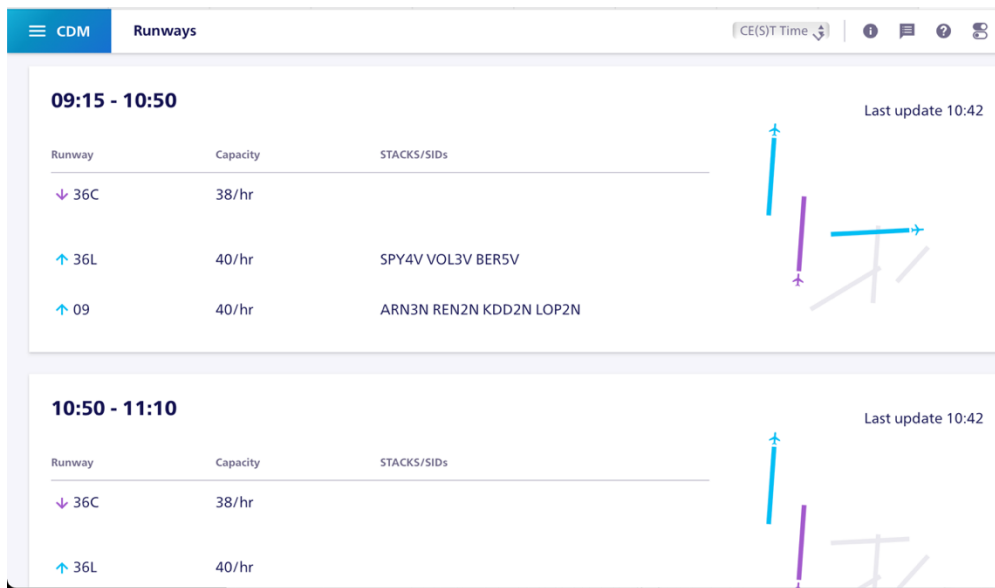 CDM Runways CE(S)T Time
09:15 - 10:50
Last update 10:42
Runway Capacity STACKS/SIDs
36C 38/hr
36L 40/hr SPY4V VOL3V BER5V
09 40/hr ARN3N REN2N KDD2N LOP2N
10:50 - 11:10
Last update 10:42
Runway Capacity STACKS/SIDs
36C 38/hr
36L 40/hr